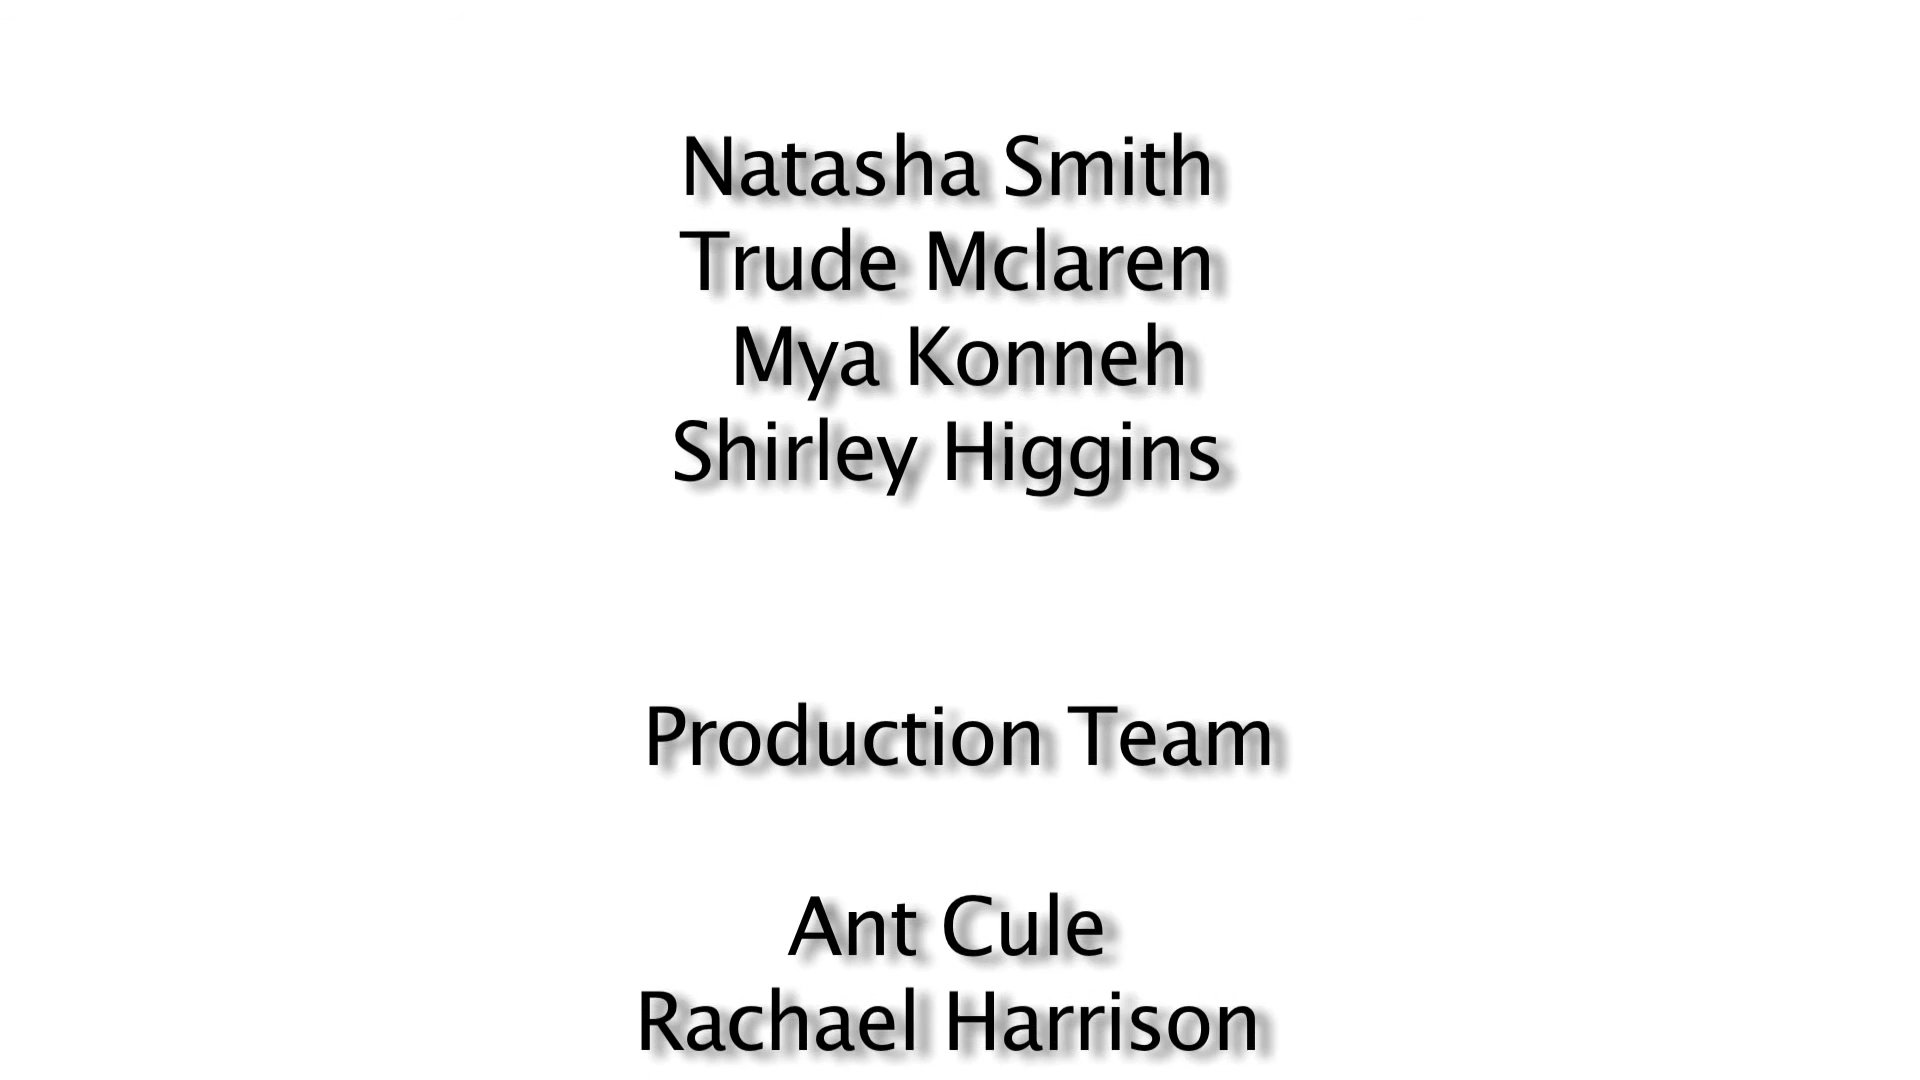 Natasha Smith
Trude Mclaren
Mya Konneh
Shirley Higgins
Production Team
Ant Cule
Rachael Harrison